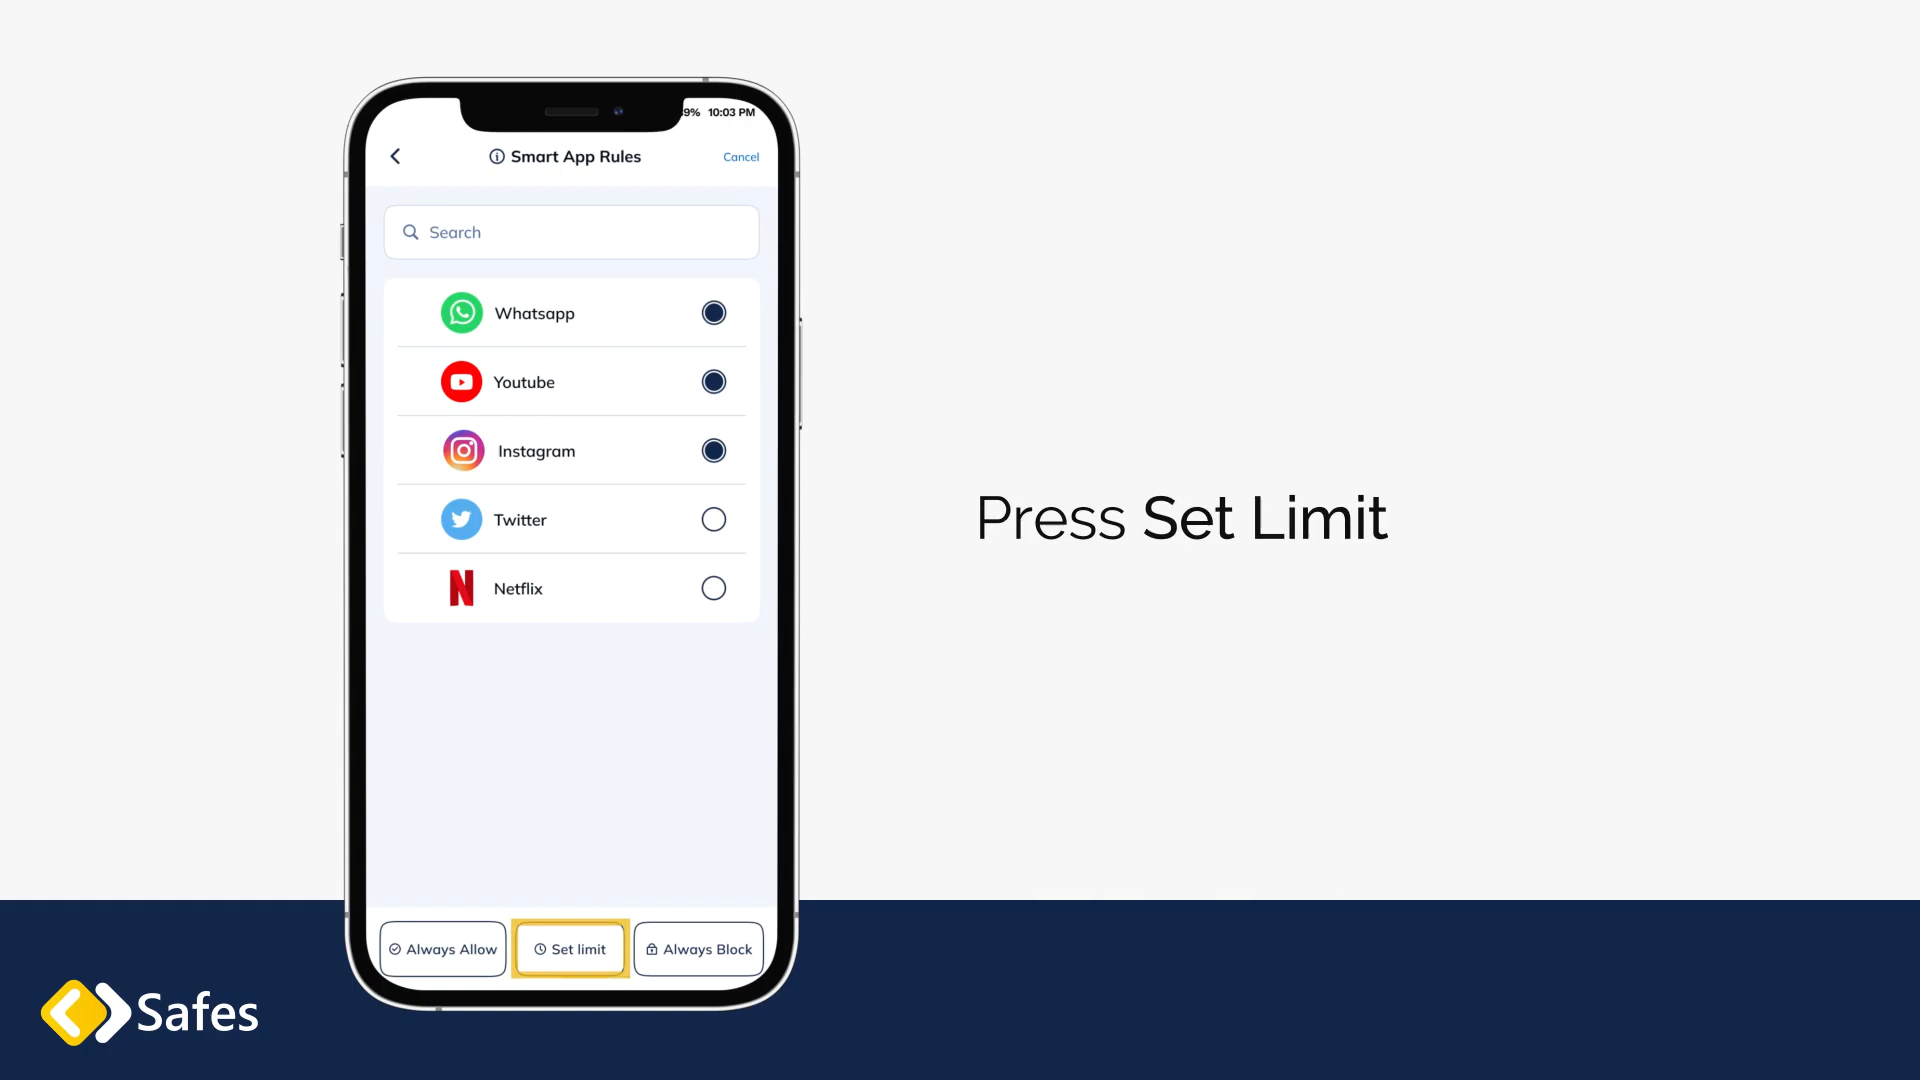 10:03 PM
Smart App Rules
Cancel
Search
Whatsapp
Youtube
Instagram
Twitter
Netflix
Press Set Limit
Always Allow
Set limit
Always Block
Safes